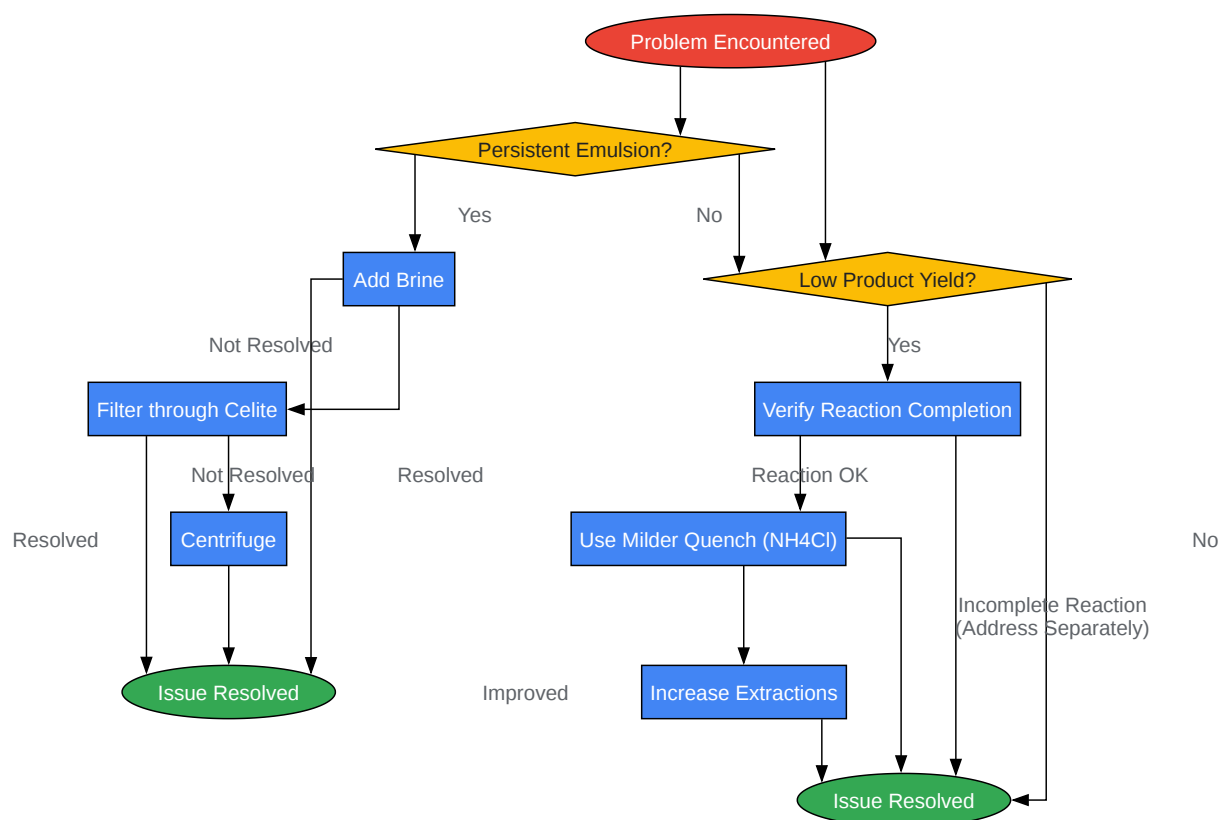 Problem Encountered
Persistent Emulsion?
Yes
No
Add Brine
Low Product Yield?
Not Resolved
Yes
Filter through Celite
Verify Reaction Completion
Not Resolved
Resolved
Reaction OK
Resolved
Centrifuge
Use Milder Quench (NH4Cl)
No
Incomplete Reaction
(Address Separately)
Issue Resolved
Improved
Increase Extractions
Issue Resolved